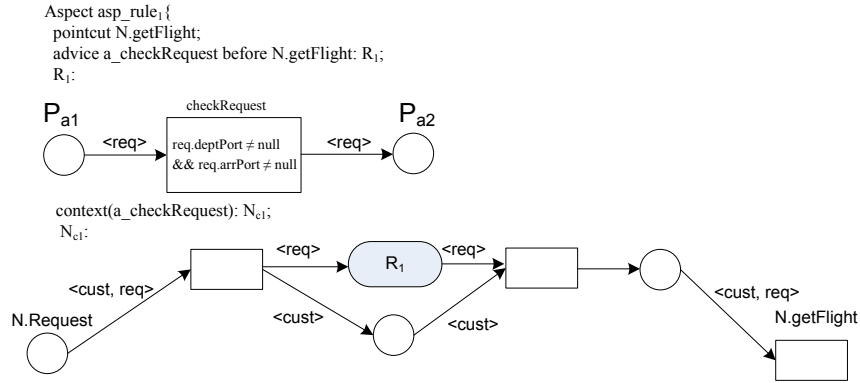 Aspect asp_rule₁{
pointcut N.getFlight;
advice a_checkRequest before N.getFlight: R₁;
R₁:
checkRequest
Pa1
Pa2
<req>
req.deptPort ≠ null
&& req.arrPort ≠ null
<req>
context(a_checkRequest): Nc1;
Nc1:
<req>
R₁
<req>
<cust, req>
<cust>
<cust>
<cust, req>
N.Request
N.getFlight